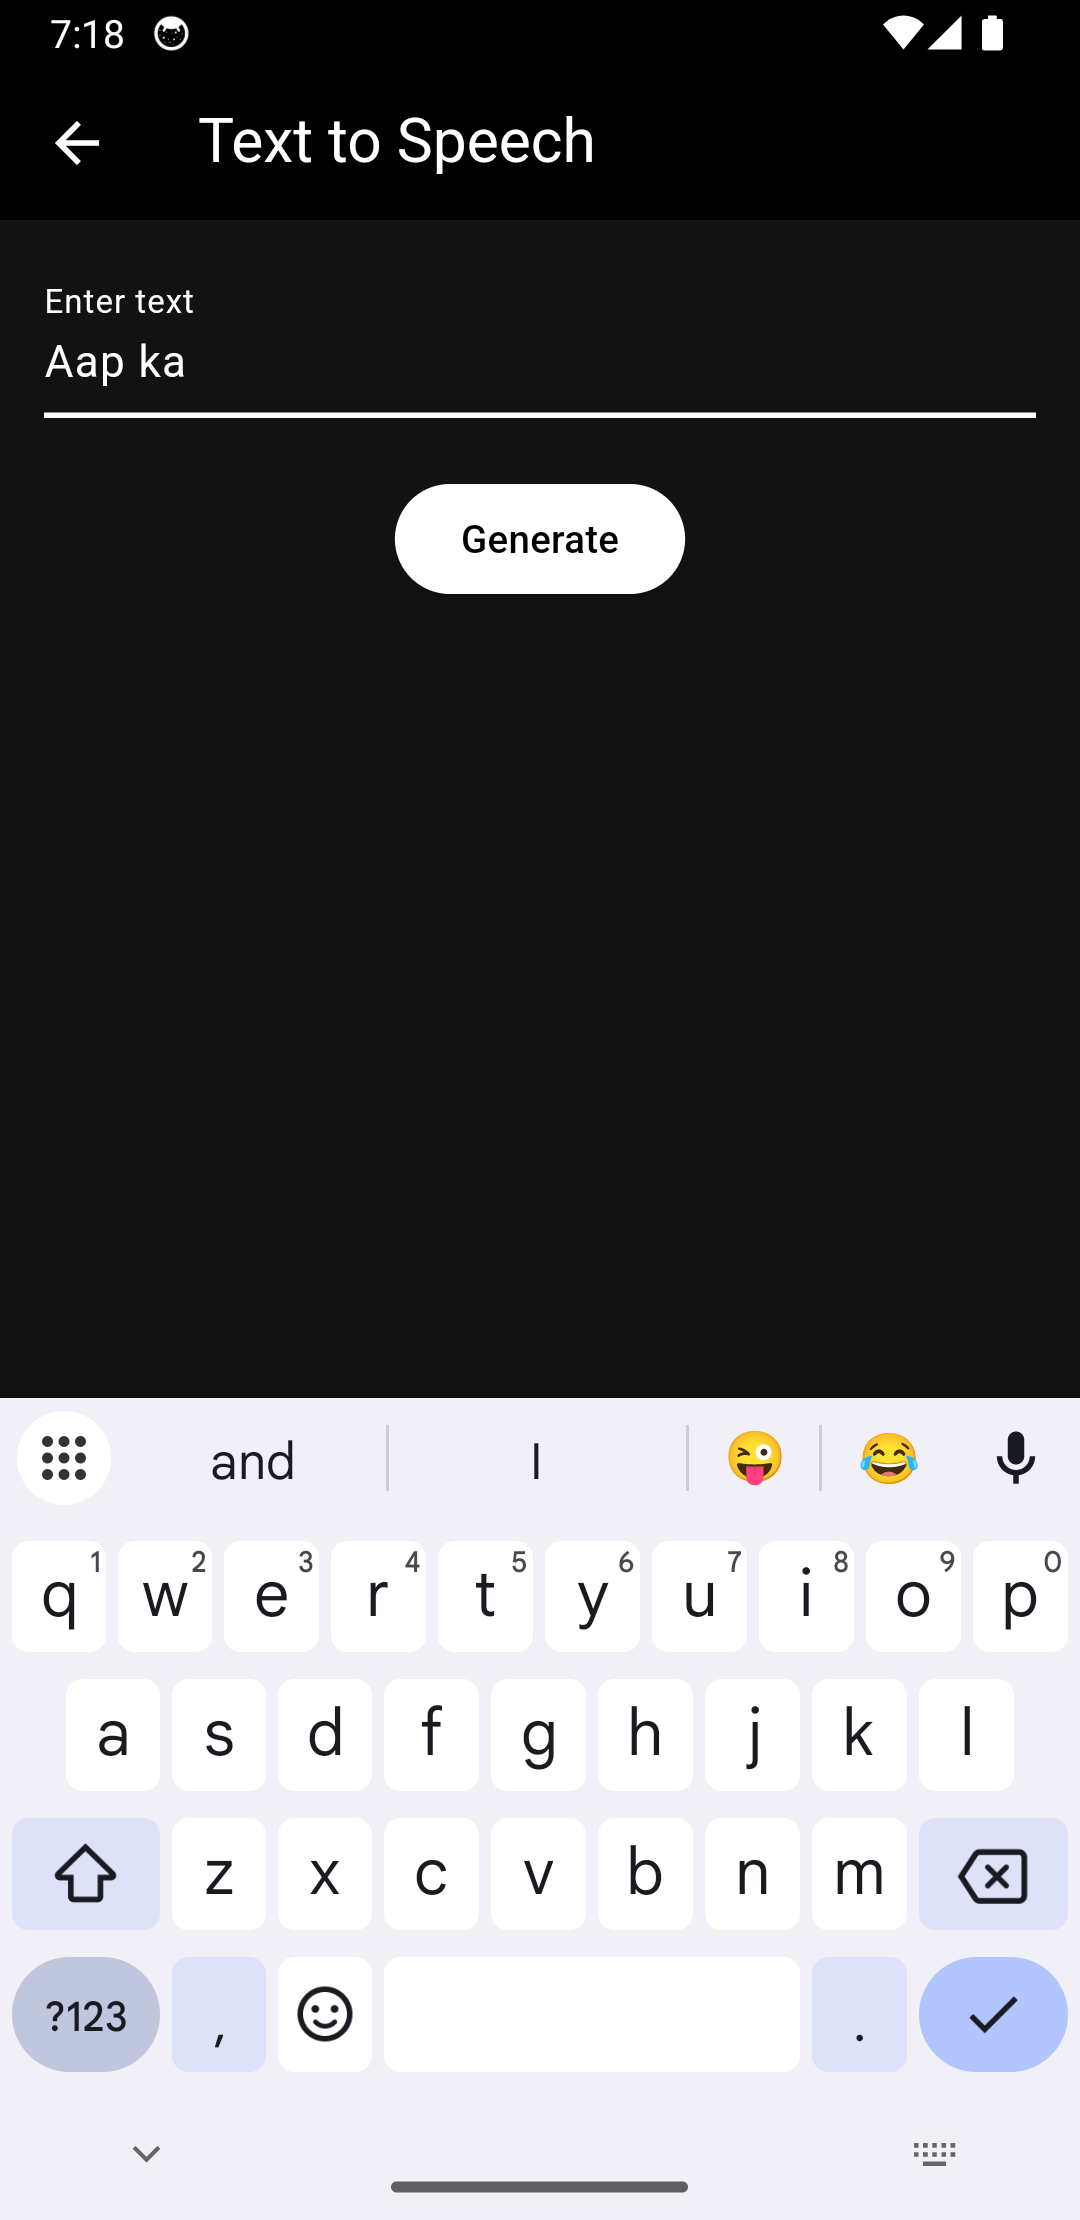 7:18
Text to Speech
Enter text
Aap ka
Generate
and I 😜 😂
q 1 w 2 e 3 r 4 t 5 y 6 u 7 i 8 o 9 p 0
a s d f g h j k l
z x c v b n m
?123 , .